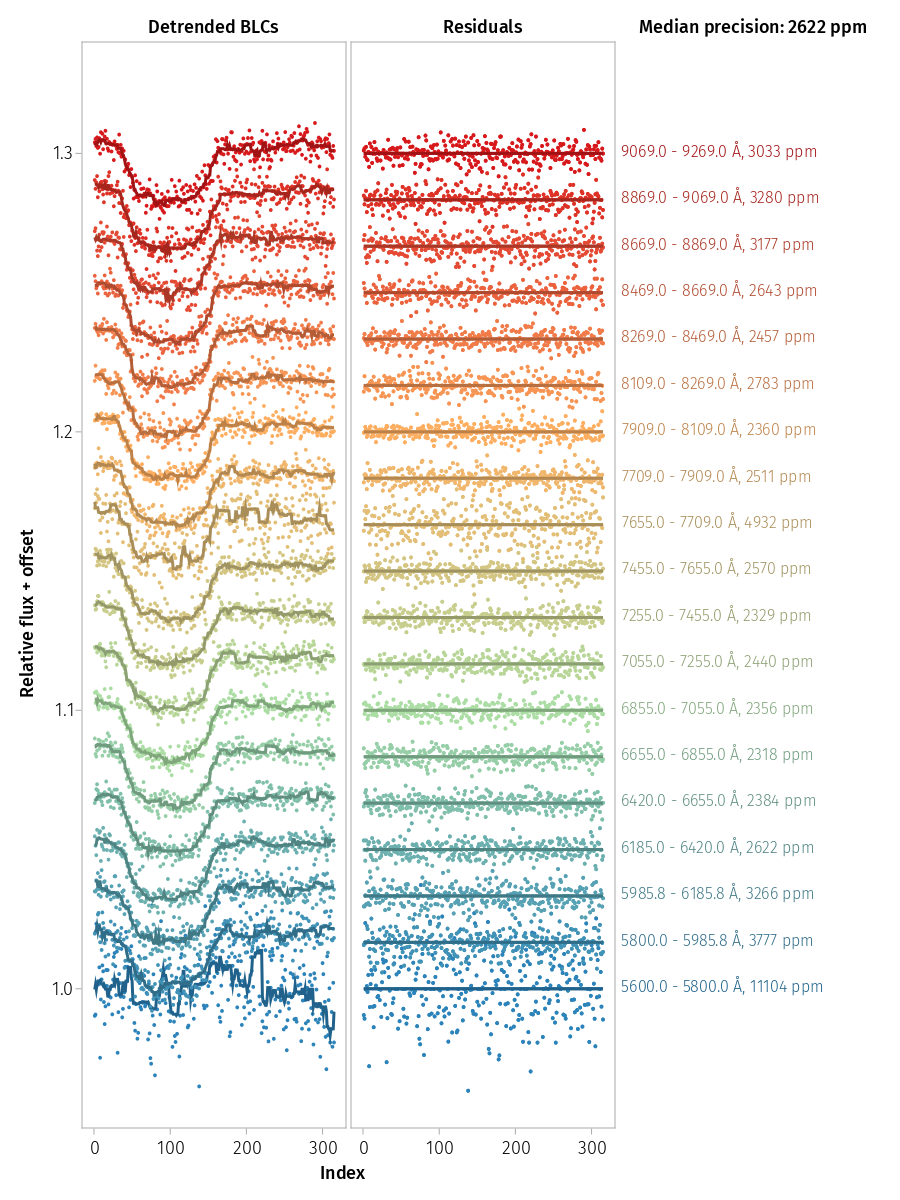 Detrended BLCs
Residuals
Median precision: 2622 ppm
1.3
1.2
1.1
1.0
Relative flux + offset
9069.0 - 9269.0 Å, 3033 ppm
8869.0 - 9069.0 Å, 3280 ppm
8669.0 - 8869.0 Å, 3177 ppm
8469.0 - 8669.0 Å, 2643 ppm
8269.0 - 8469.0 Å, 2457 ppm
8109.0 - 8269.0 Å, 2783 ppm
7909.0 - 8109.0 Å, 2360 ppm
7709.0 - 7909.0 Å, 2511 ppm
7655.0 - 7709.0 Å, 4932 ppm
7455.0 - 7655.0 Å, 2570 ppm
7255.0 - 7455.0 Å, 2329 ppm
7055.0 - 7255.0 Å, 2440 ppm
6855.0 - 7055.0 Å, 2356 ppm
6655.0 - 6855.0 Å, 2318 ppm
6420.0 - 6655.0 Å, 2384 ppm
6185.0 - 6420.0 Å, 2622 ppm
5985.8 - 6185.8 Å, 3266 ppm
5800.0 - 5985.8 Å, 3777 ppm
5600.0 - 5800.0 Å, 11104 ppm
0 100 200 300
0 100 200 300
Index